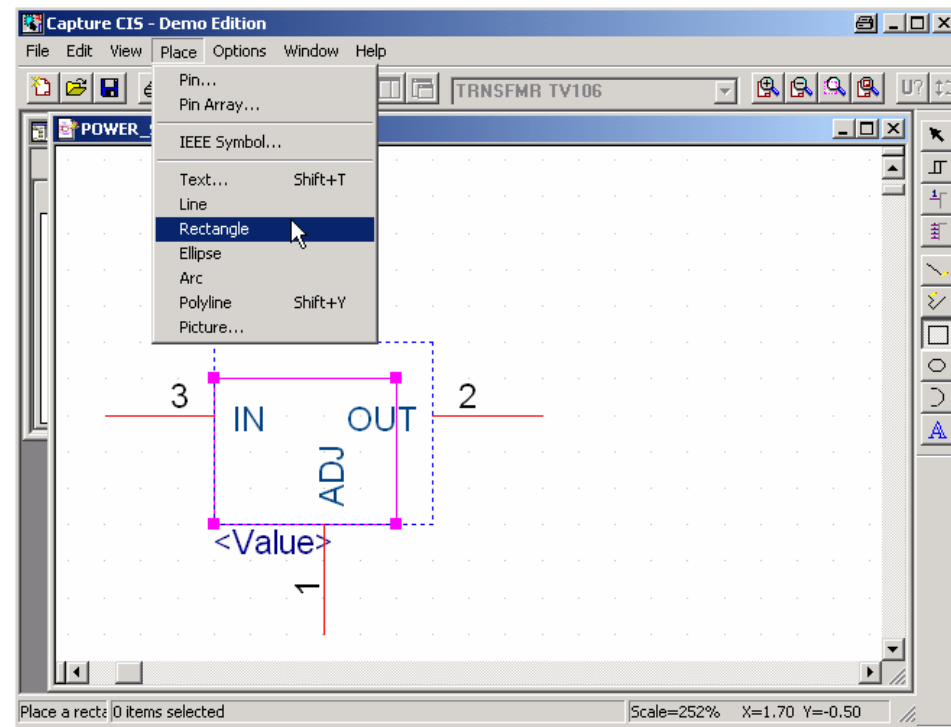 Capture CIS - Demo Edition
File Edit View Place Options Window Help
TRNSFMR TV106
U?
POWER_
Pin...
Pin Array...
IEEE Symbol...
Text... Shift+T
Line
Rectangle
Ellipse
Arc
Polyline Shift+Y
Picture...
3 2
IN OUT
ADJ
<Value>
1
A
Place a recta 0 items selected Scale=252% X=1.70 Y=-0.50